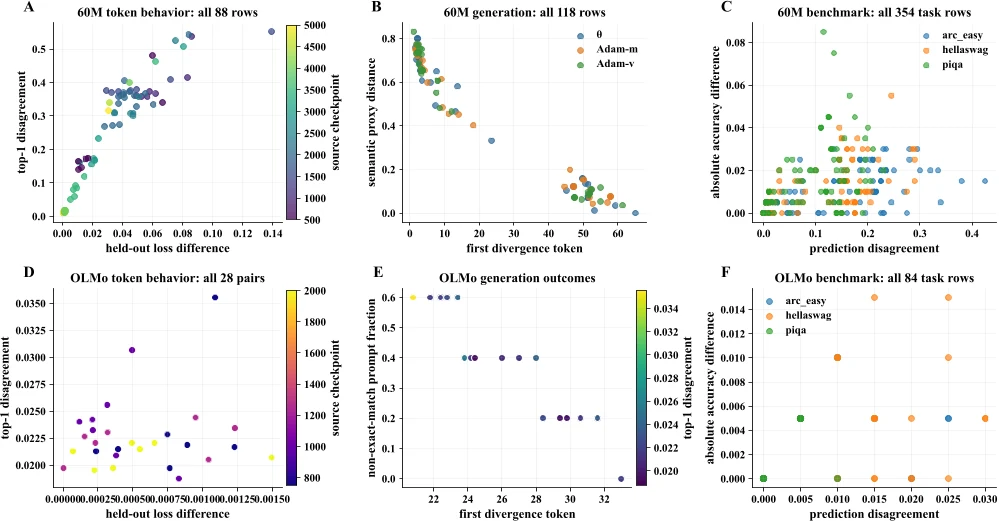 A
60M token behavior: all 88 rows
top-1 disagreement
0.5
0.4
0.3
0.2
0.1
0.0
0.00 0.02 0.04 0.06 0.08 0.10 0.12 0.14
held-out loss difference
5000
4500
4000
3500
3000
2500
2000
1500
1000
500
source checkpoint
B
60M generation: all 118 rows
semantic proxy distance
0.8
0.6
0.4
0.2
0.0
0 10 20 30 40 50 60
first divergence token
θ
Adam-m
Adam-v
C
60M benchmark: all 354 task rows
absolute accuracy difference
0.08
0.06
0.04
0.02
0.00
0.0 0.1 0.2 0.3 0.4
prediction disagreement
arc_easy
hellaswag
piqa
D
OLMo token behavior: all 28 pairs
top-1 disagreement
0.0350
0.0325
0.0300
0.0275
0.0250
0.0225
0.0200
0.00000 0.00025 0.00050 0.00075 0.00100 0.00125 0.00150
held-out loss difference
2000
1800
1600
1400
1200
1000
800
source checkpoint
E
OLMo generation outcomes
non-exact-match prompt fraction
0.6
0.5
0.4
0.3
0.2
0.1
0.0
22 24 26 28 30 32
first divergence token
0.034
0.032
0.030
0.028
0.026
0.024
0.022
0.020
top-1 disagreement
F
OLMo benchmark: all 84 task rows
absolute accuracy difference
0.014
0.012
0.010
0.008
0.006
0.004
0.002
0.000
0.000 0.005 0.010 0.015 0.020 0.025 0.030
prediction disagreement
arc_easy
hellaswag
piqa